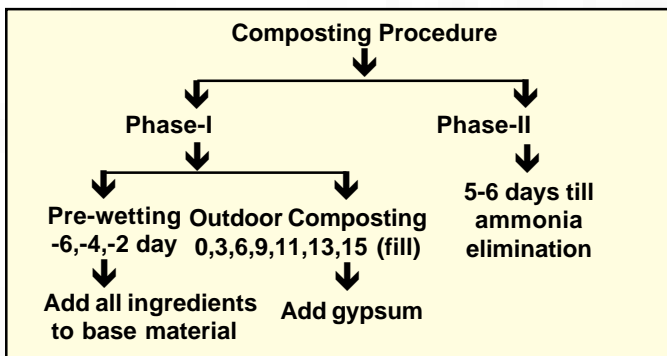 Composting Procedure
Phase-I
Phase-II
Pre-wetting
-6,-4,-2 day
Outdoor Composting
0,3,6,9,11,13,15 (fill)
5-6 days till
ammonia
elimination
Add all ingredients
to base material
Add gypsum